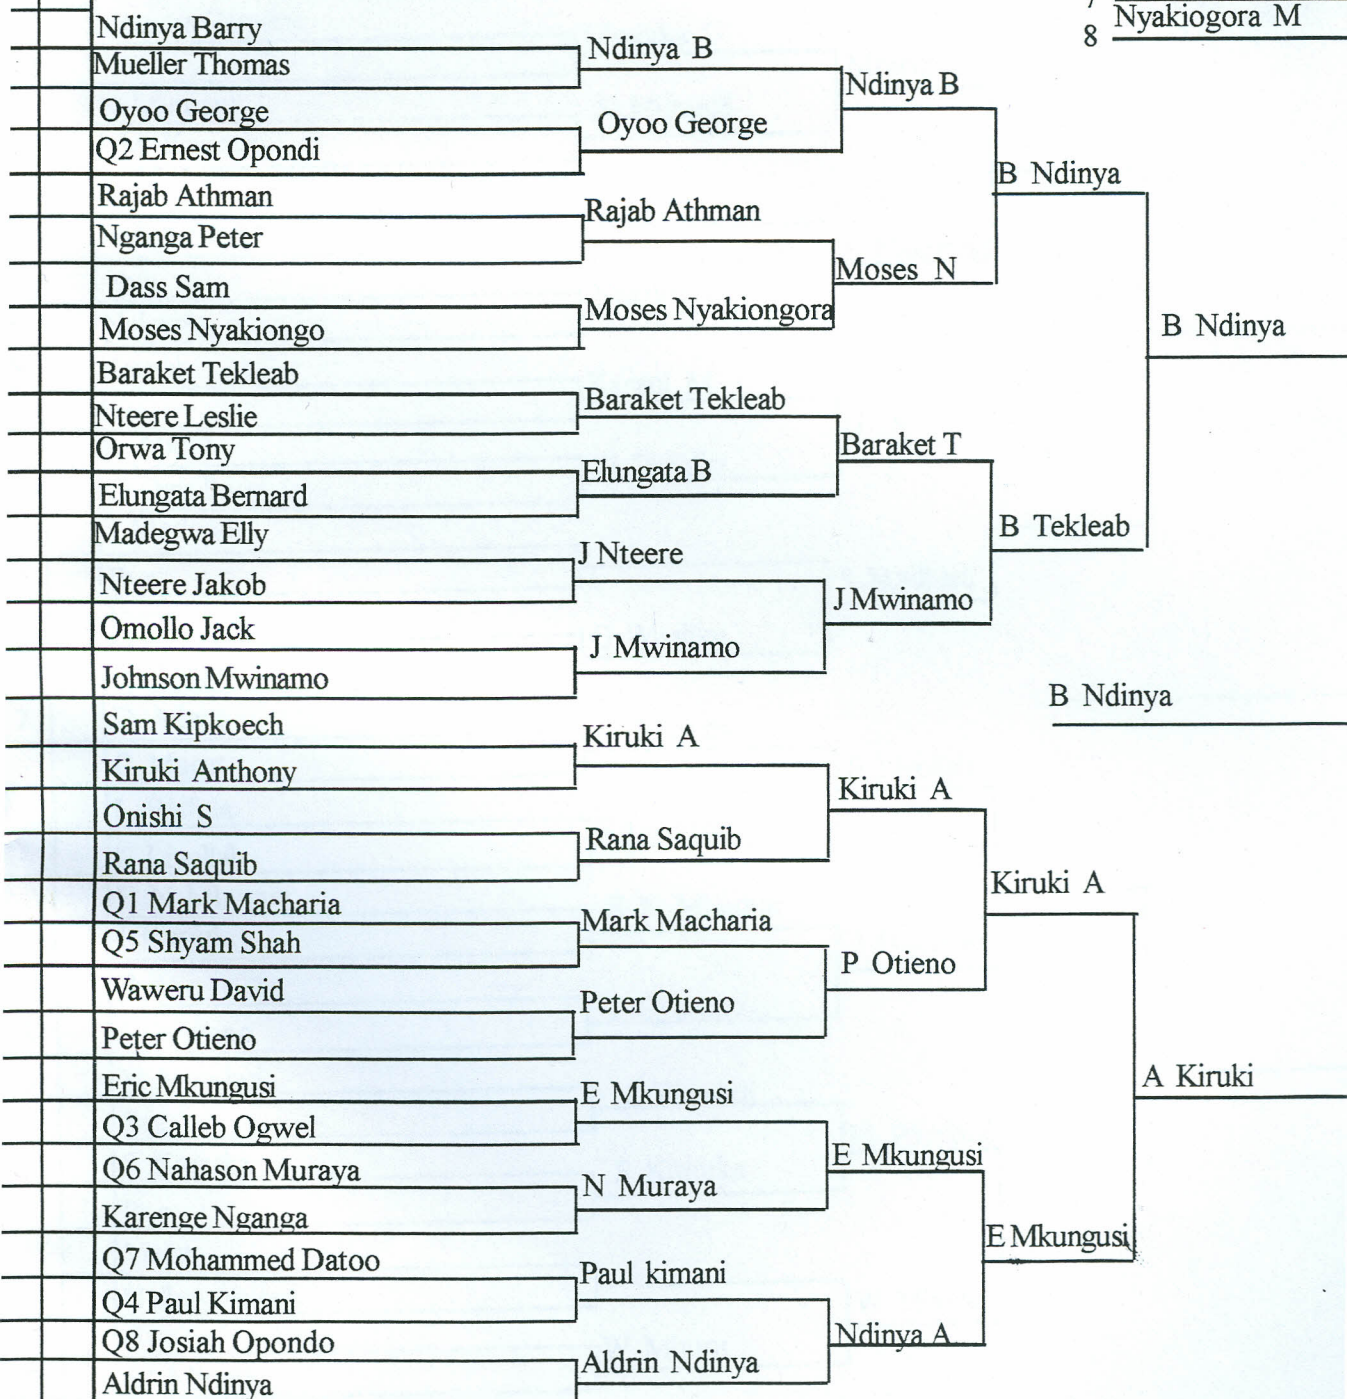 Nyakiogora M
8
Ndinya Barry
Mueller Thomas
Oyoo George
Q2 Ernest Opondi
Rajab Athman
Nganga Peter
Dass Sam
Moses Nyakiongo
Baraket Tekleab
Nteere Leslie
Orwa Tony
Elungata Bernard
Madegwa Elly
Nteere Jakob
Omollo Jack
Johnson Mwinamo
Sam Kipkoech
Kiruki Anthony
Onishi S
Rana Saquib
Q1 Mark Macharia
Q5 Shyam Shah
Waweru David
Peter Otieno
Eric Mkungusi
Q3 Calleb Ogwel
Q6 Nahason Muraya
Karenge Nganga
Q7 Mohammed Datoo
Q4 Paul Kimani
Q8 Josiah Opondo
Aldrin Ndinya
Ndinya B
Oyoo George
Rajab Athman
Moses Nyakiongora
Baraket Tekleab
Elungata B
J Nteere
J Mwinamo
Kiruki A
Rana Saquib
Mark Macharia
Peter Otieno
E Mkungusi
N Muraya
Paul kimani
Aldrin Ndinya
Ndinya B
Moses N
Baraket T
J Mwinamo
Kiruki A
P Otieno
E Mkungusi
Ndinya A
B Ndinya
B Tekleab
Kiruki A
E Mkungusi
B Ndinya
A Kiruki
B Ndinya